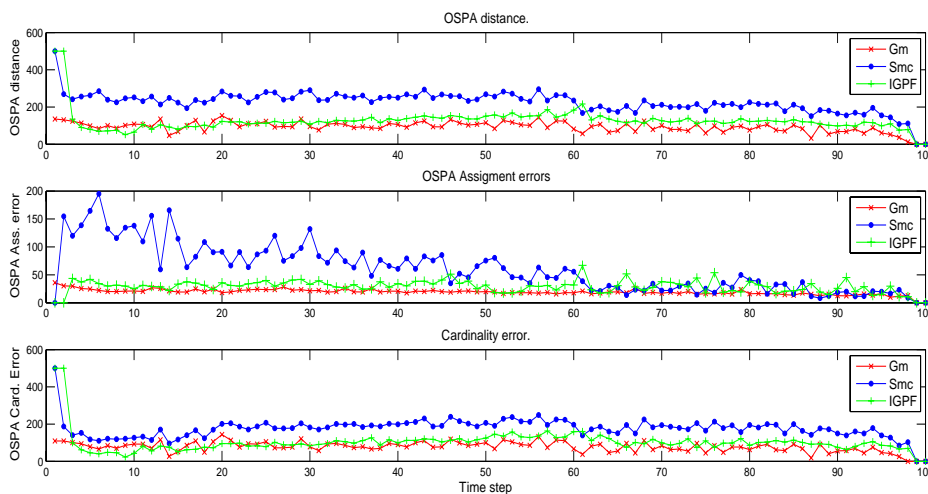 OSPA distance.
OSPA distance
600
400
200
0
Gm
Smc
IGPF
0 10 20 30 40 50 60 70 80 90 100
OSPA Assigment errors
OSPA Ass. error
200
150
100
50
0
Gm
Smc
IGPF
0 10 20 30 40 50 60 70 80 90 100
Cardinality error.
OSPA Card. Error
600
400
200
0
Gm
Smc
IGPF
0 10 20 30 40 50 60 70 80 90 100
Time step